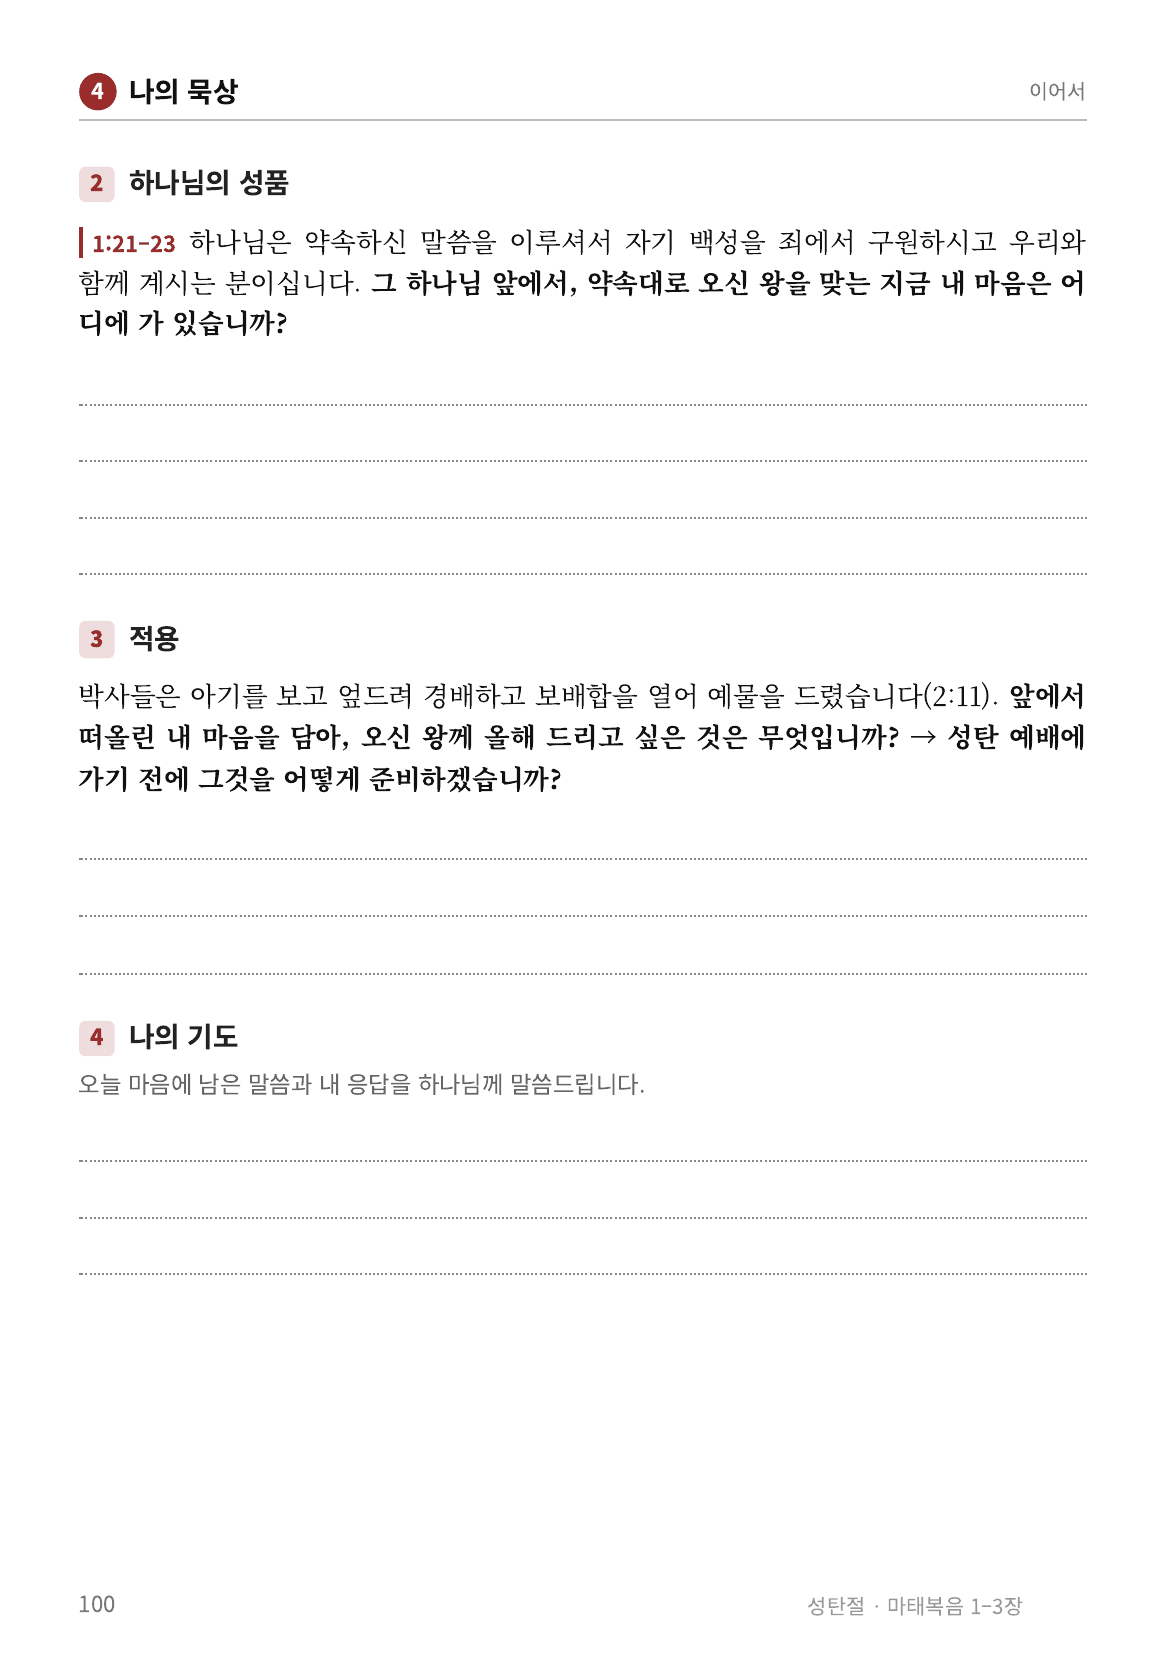 4 나의 묵상 이어서
2 하나님의 성품
1:21–23 하나님은 약속하신 말씀을 이루셔서 자기 백성을 죄에서 구원하시고 우리와
함께 계시는 분이십니다. 그 하나님 앞에서, 약속대로 오신 왕을 맞는 지금 내 마음은 어
디에 가 있습니까?
3 적용
박사들은 아기를 보고 엎드려 경배하고 보배합을 열어 예물을 드렸습니다(2:11). 앞에서
떠올린 내 마음을 담아, 오신 왕께 올해 드리고 싶은 것은 무엇입니까? → 성탄 예배에
가기 전에 그것을 어떻게 준비하겠습니까?
4 나의 기도
오늘 마음에 남은 말씀과 내 응답을 하나님께 말씀드립니다.
100 성탄절 · 마태복음 1–3장